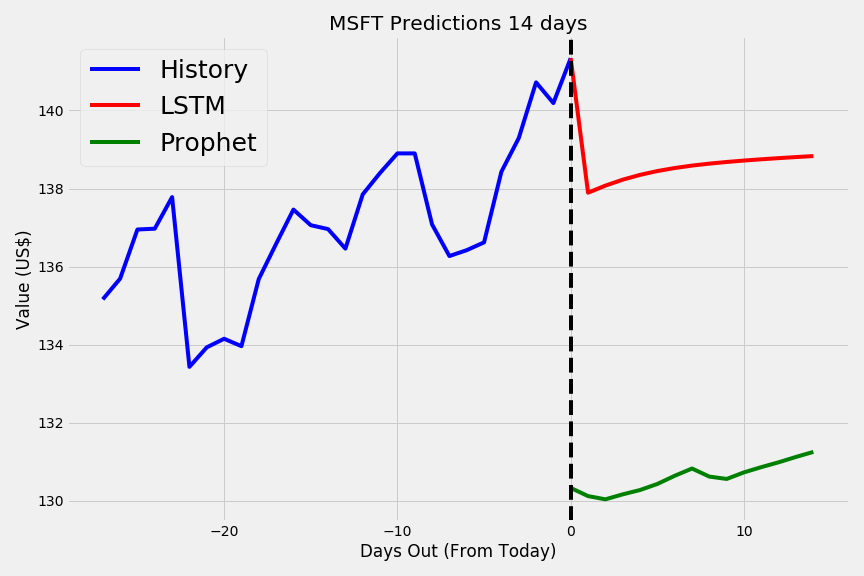 MSFT Predictions 14 days
History
LSTM
Prophet
140
138
136
134
132
130
Value (US$)
−20
−10
0
10
Days Out (From Today)